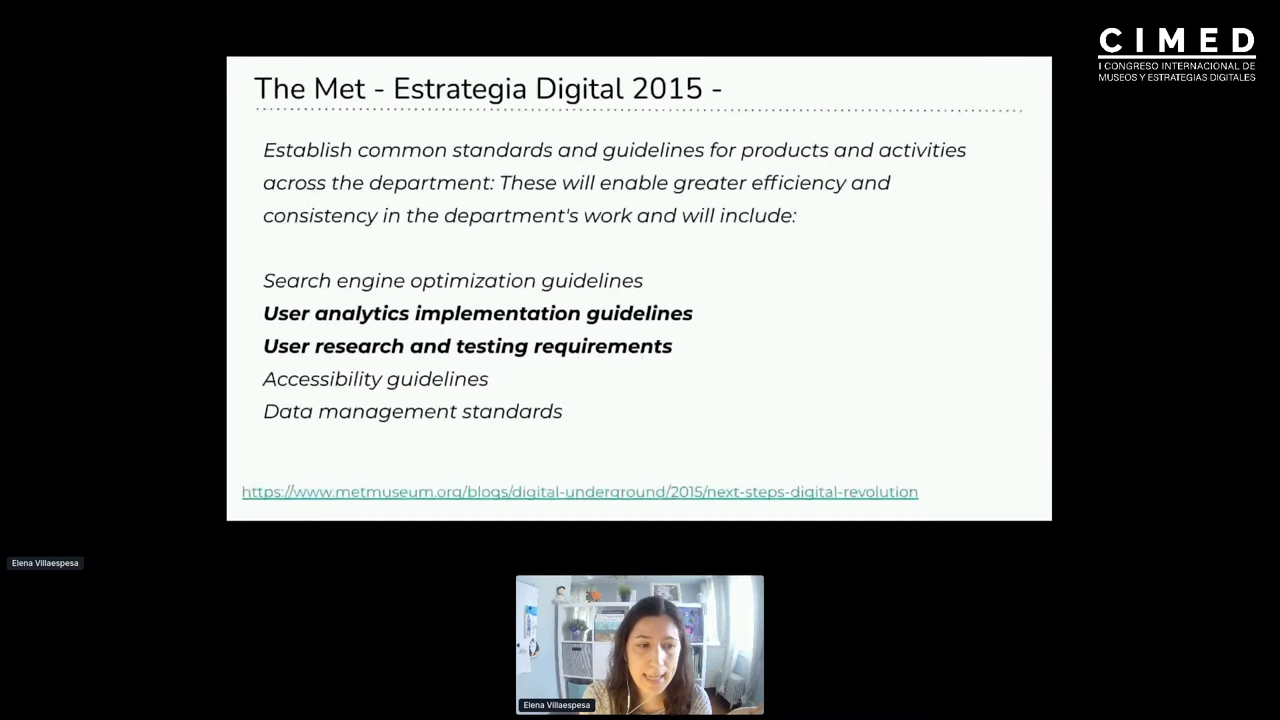 CIMED
I CONGRESO INTERNACIONAL DE
MUSEOS Y ESTRATEGIAS DIGITALES
The Met - Estrategia Digital 2015 -
Establish common standards and guidelines for products and activities
across the department: These will enable greater efficiency and
consistency in the department's work and will include:
Search engine optimization guidelines
User analytics implementation guidelines
User research and testing requirements
Accessibility guidelines
Data management standards
https://www.metmuseum.org/blogs/digital-underground/2015/next-steps-digital-revolution
Elena Villaespesa
Elena Villaespesa